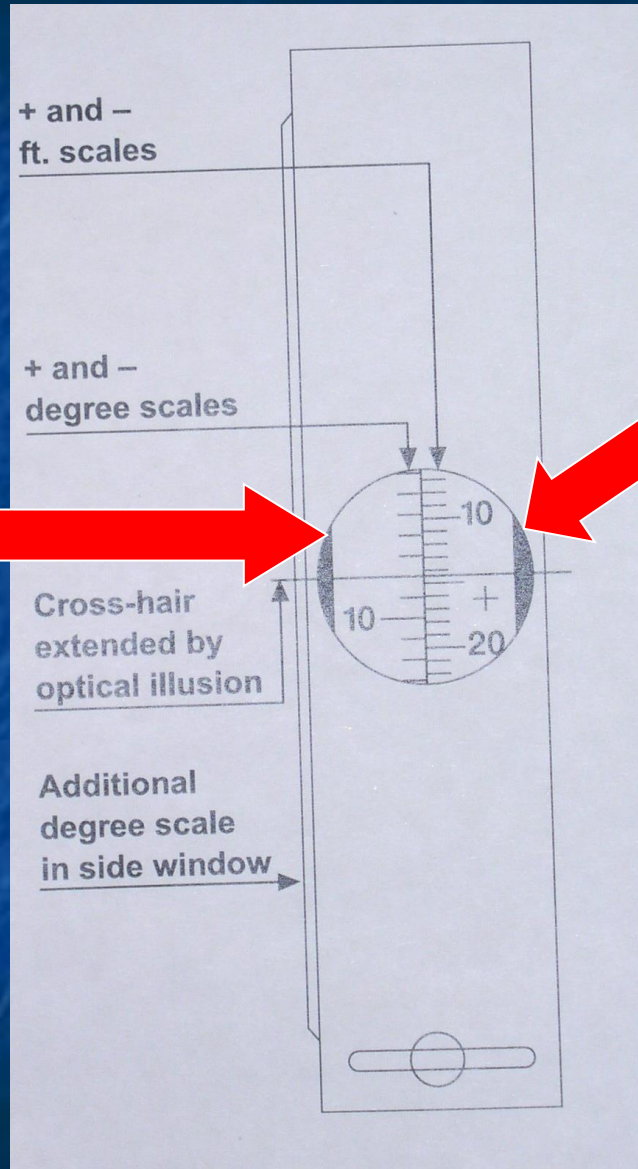 + and –
ft. scales
+ and –
degree scales
10
+
10
20
Cross-hair
extended by
optical illusion
Additional
degree scale
in side window